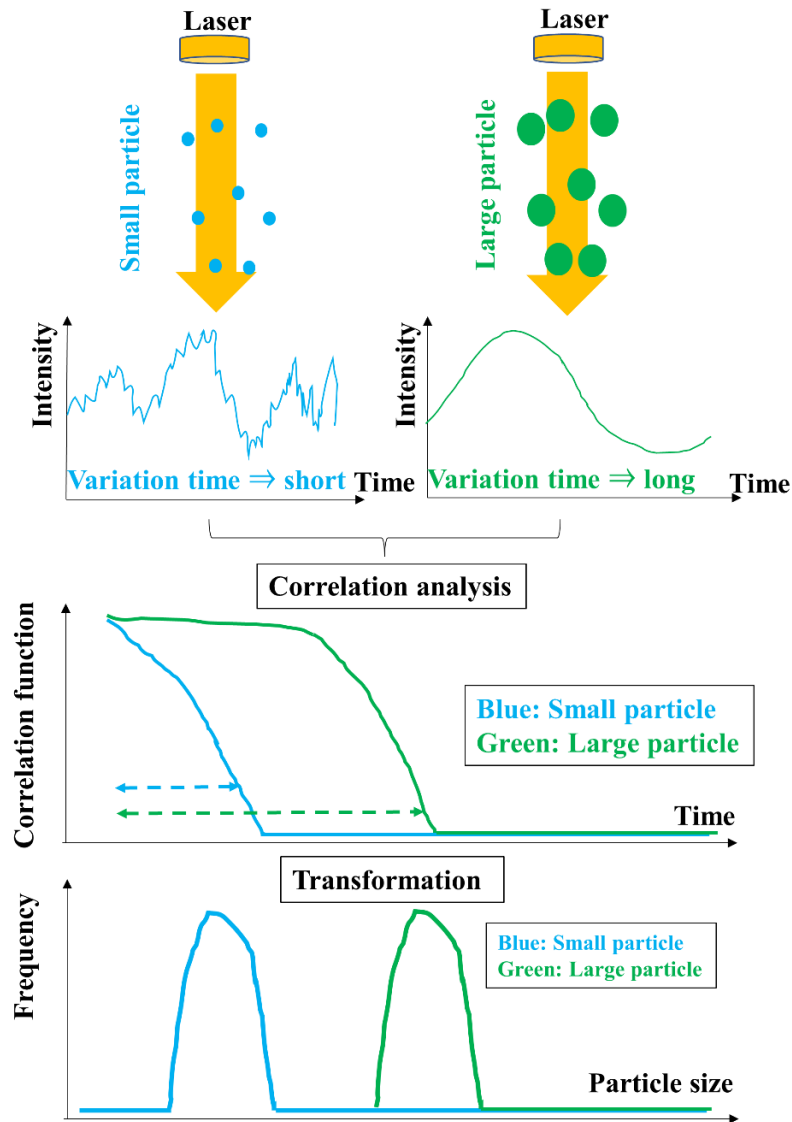 Laser
Laser
Small particle
Large particle
Intensity
Variation time ⇒ short
Time
Intensity
Variation time ⇒ long
Time
Correlation analysis
Correlation function
Blue: Small particle
Green: Large particle
Time
Transformation
Frequency
Blue: Small particle
Green: Large particle
Particle size